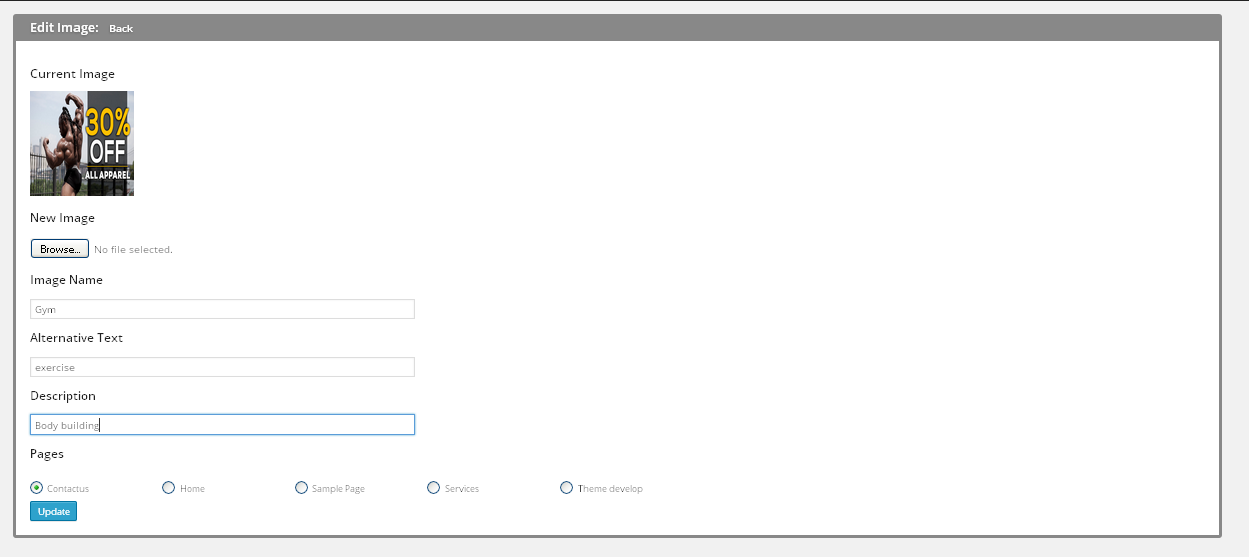 Edit Image: Back
Current Image
30%
OFF
ALL APPAREL
New Image
Browse... No file selected.
Image Name
Gym
Alternative Text
exercise
Description
Body building
Pages
Contactus Home Sample Page Services Theme develop
Update